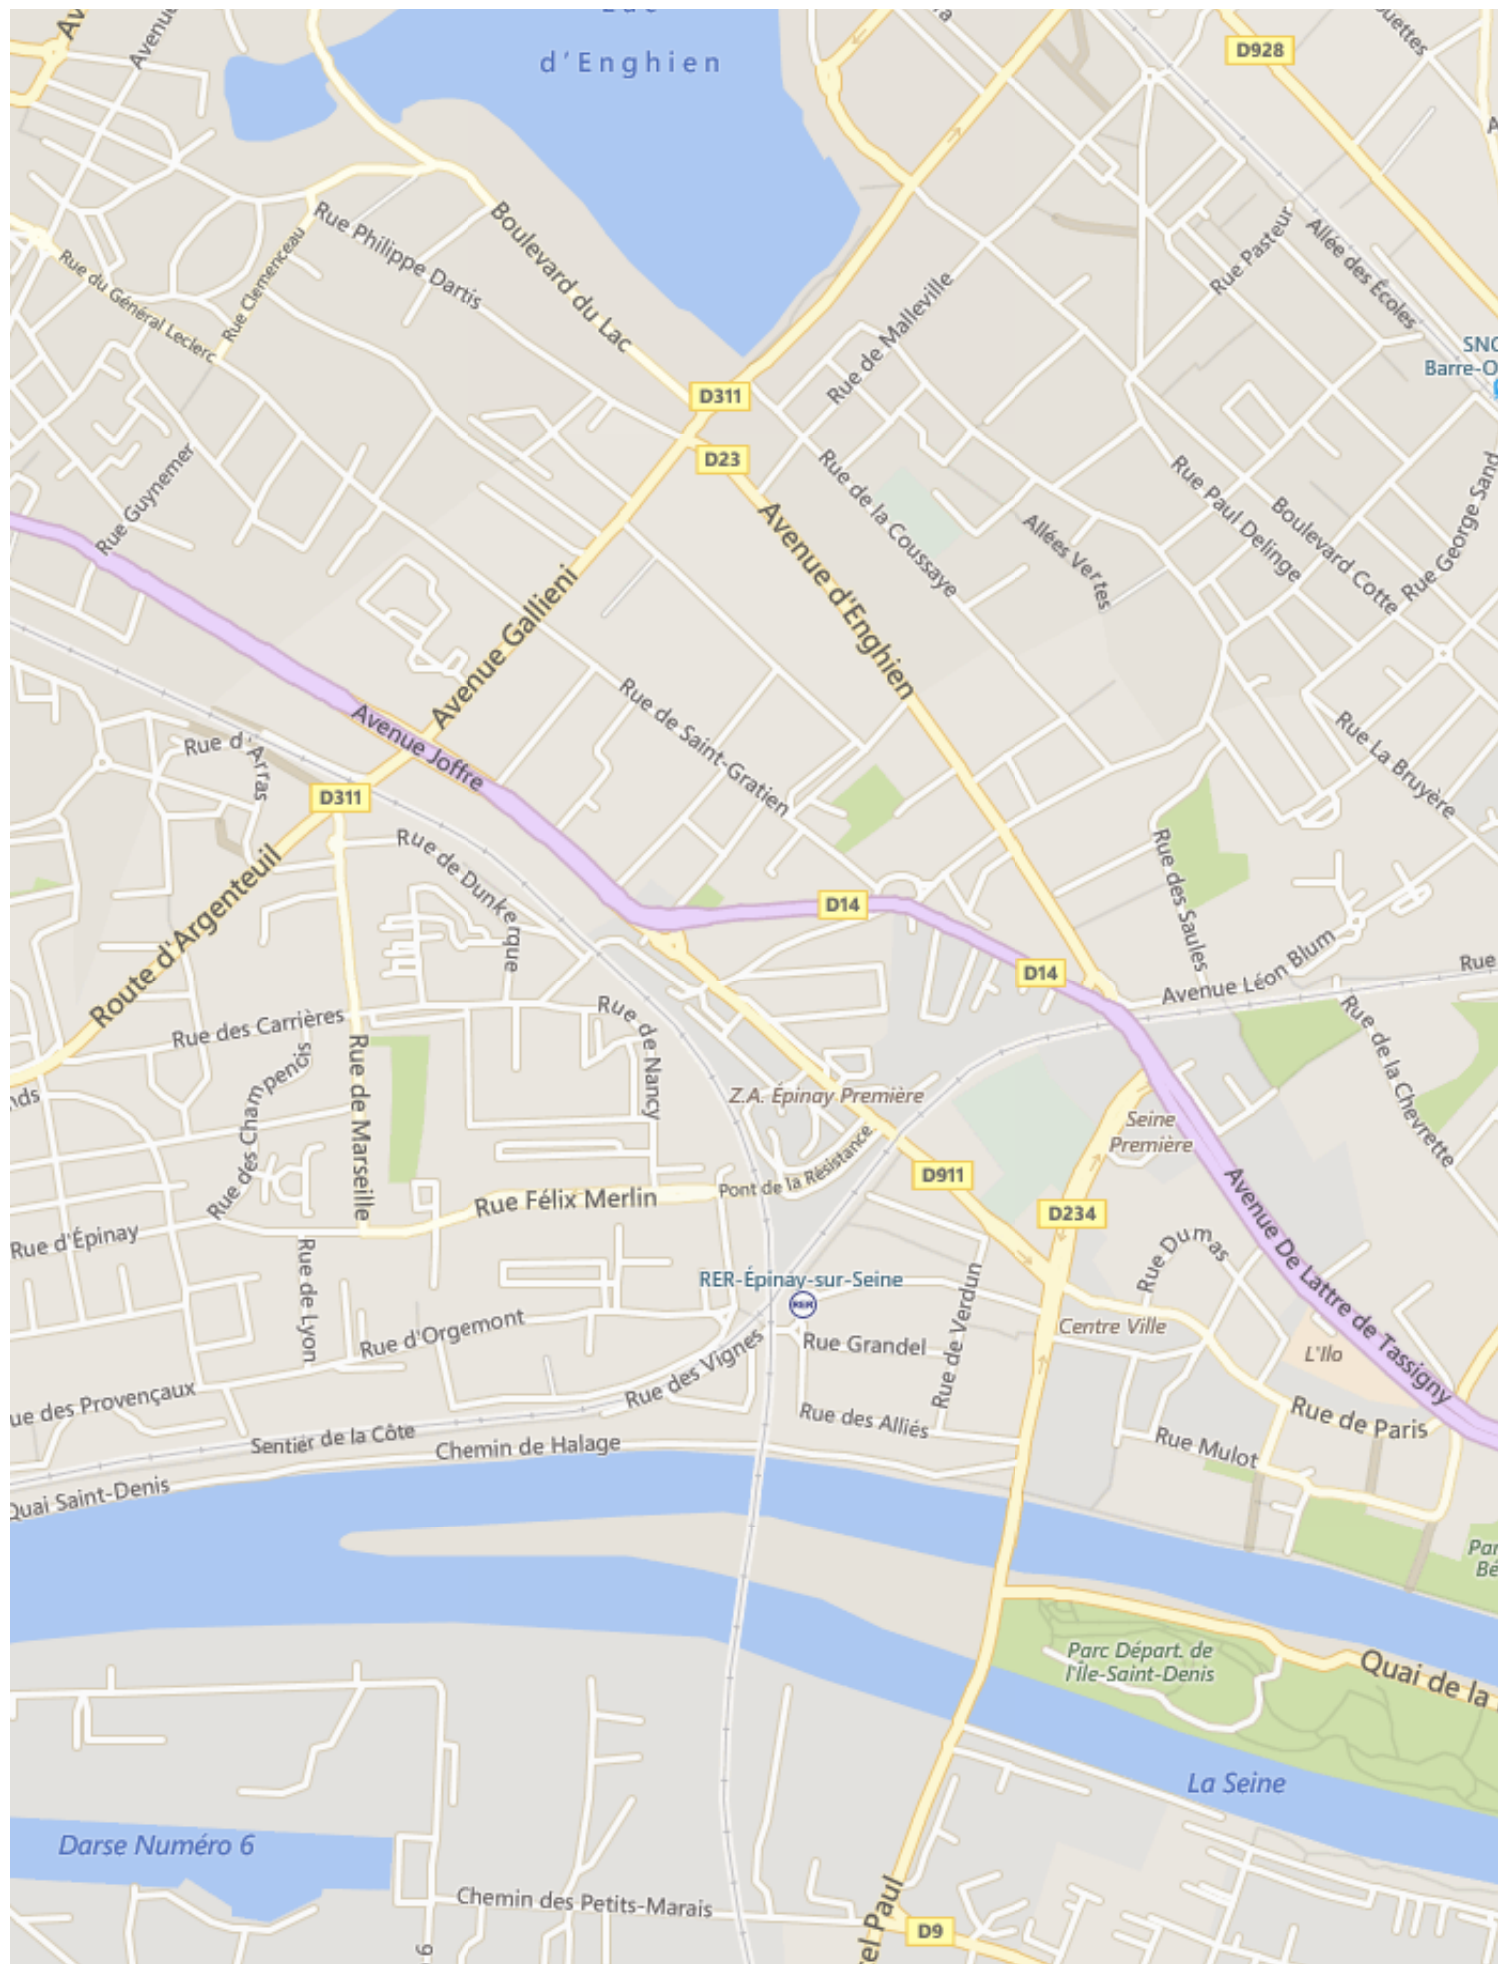 Avenue
d'Enghien
D928
Rue Philippe Dartis
Boulevard du Lac
Rue du Général Leclerc
Rue Clemenceau
Rue Pasteur
Allée des Écoles
Rue de Malleville
D311
D23
Rue Guynemer
Rue de la Coussaye
Avenue d'Enghien
Allées Vertes
Rue Paul Delinge
Boulevard Cotte
Rue George Sand
Avenue Gallieni
Avenue Joffre
Rue de Saint-Gratien
Rue La Bruyère
Rue d'Arras
D311
Route d'Argenteuil
Rue de Dunkerque
D14
D14
Rue des Saules
Avenue Léon Blum
Rue
Rue des Carrières
Rue de Marseille
Rue de Nancy
Rue de la Chevrette
Rue des Champenois
Z.A. Épinay Première
Seine
Première
Pont de la Résistance
D911
D234
Rue Félix Merlin
Rue d'Épinay
Rue de Lyon
Avenue De Lattre de Tassigny
Rue Dumas
RER-Épinay-sur-Seine
RER
Rue de Verdun
Centre Ville
Rue d'Orgemont
Rue Grandel
L'Ilo
Rue des Vignes
ue des Provençaux
Rue des Alliés
Rue de Paris
Sentier de la Côte
Chemin de Halage
Rue Mulot
Quai Saint-Denis
Parc Départ. de
l'Île-Saint-Denis
Quai de la
La Seine
Darse Numéro 6
Chemin des Petits-Marais
D9